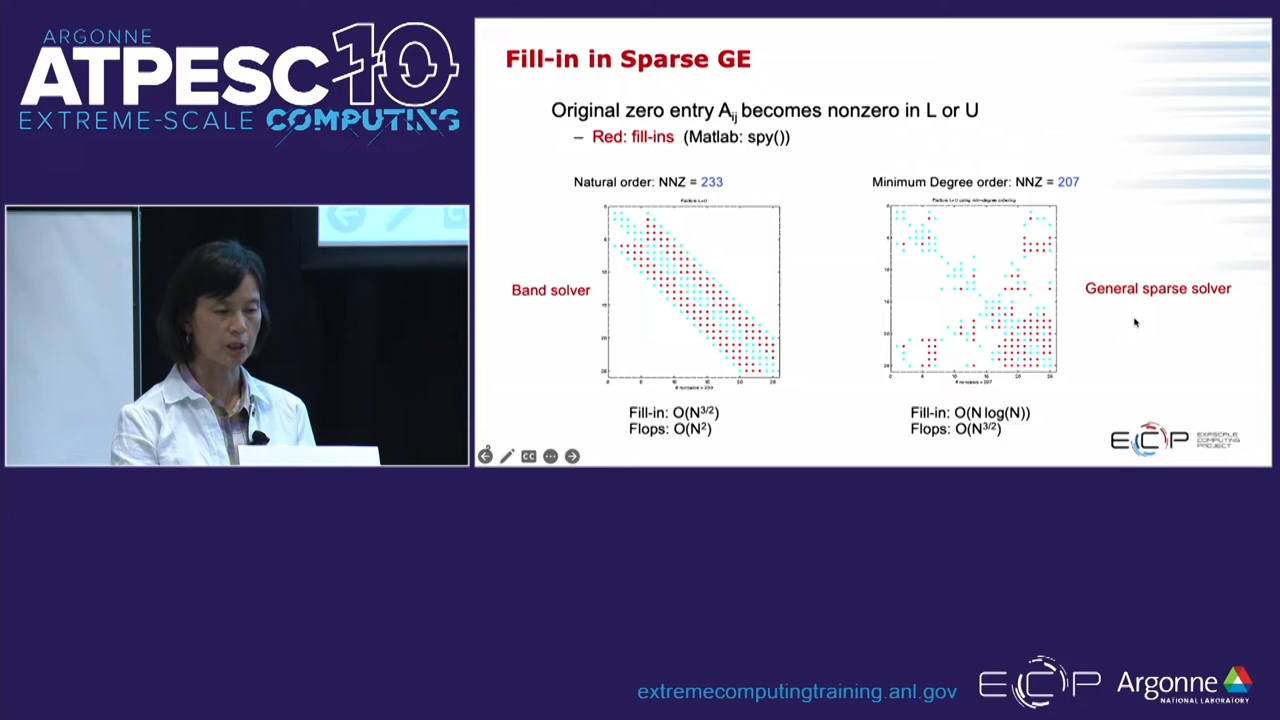 ARGONNE
ATPESC10
EXTREME-SCALE COMPUTING
Fill-in in Sparse GE
Original zero entry Aij becomes nonzero in L or U
– Red: fill-ins (Matlab: spy())
Natural order: NNZ = 233
Minimum Degree order: NNZ = 207
Band solver
General sparse solver
Fill-in: O(N3/2)
Flops: O(N2)
Fill-in: O(N log(N))
Flops: O(N3/2)
ECP EXASCALE COMPUTING PROJECT
CC
extremecomputingtraining.anl.gov
ECP
Argonne
NATIONAL LABORATORY